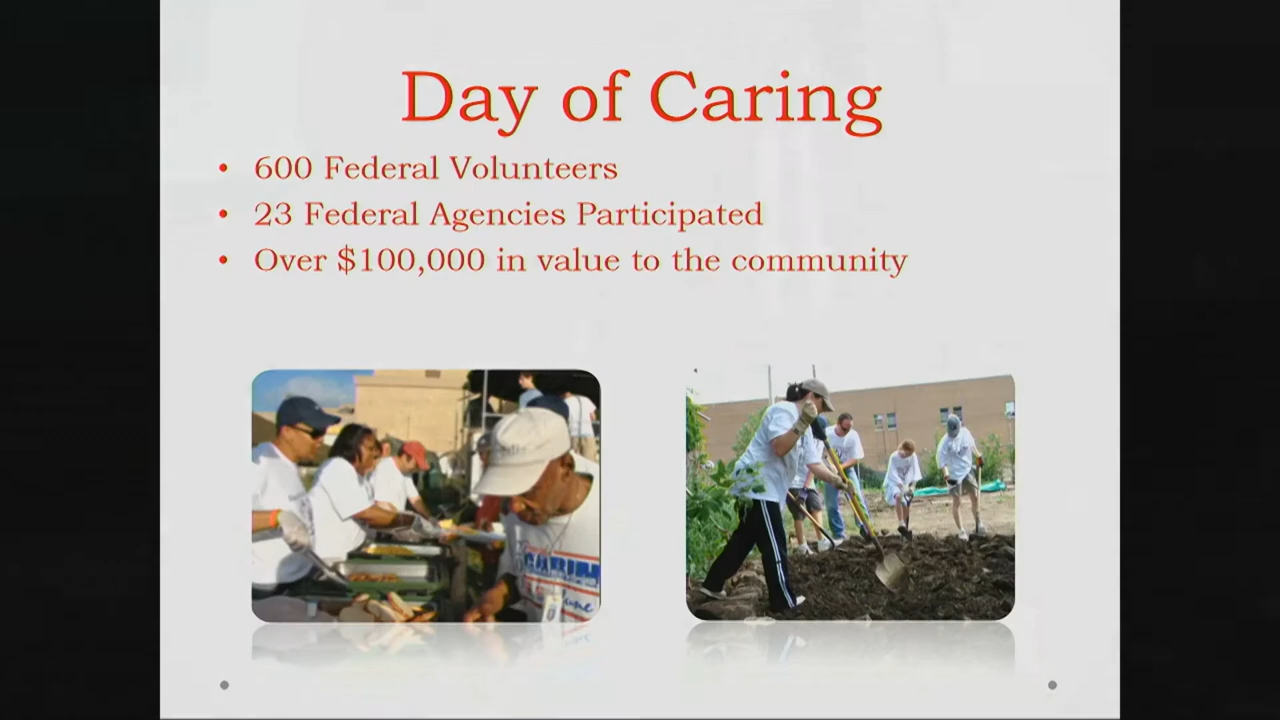 Day of Caring
• 600 Federal Volunteers
• 23 Federal Agencies Participated
• Over $100,000 in value to the community